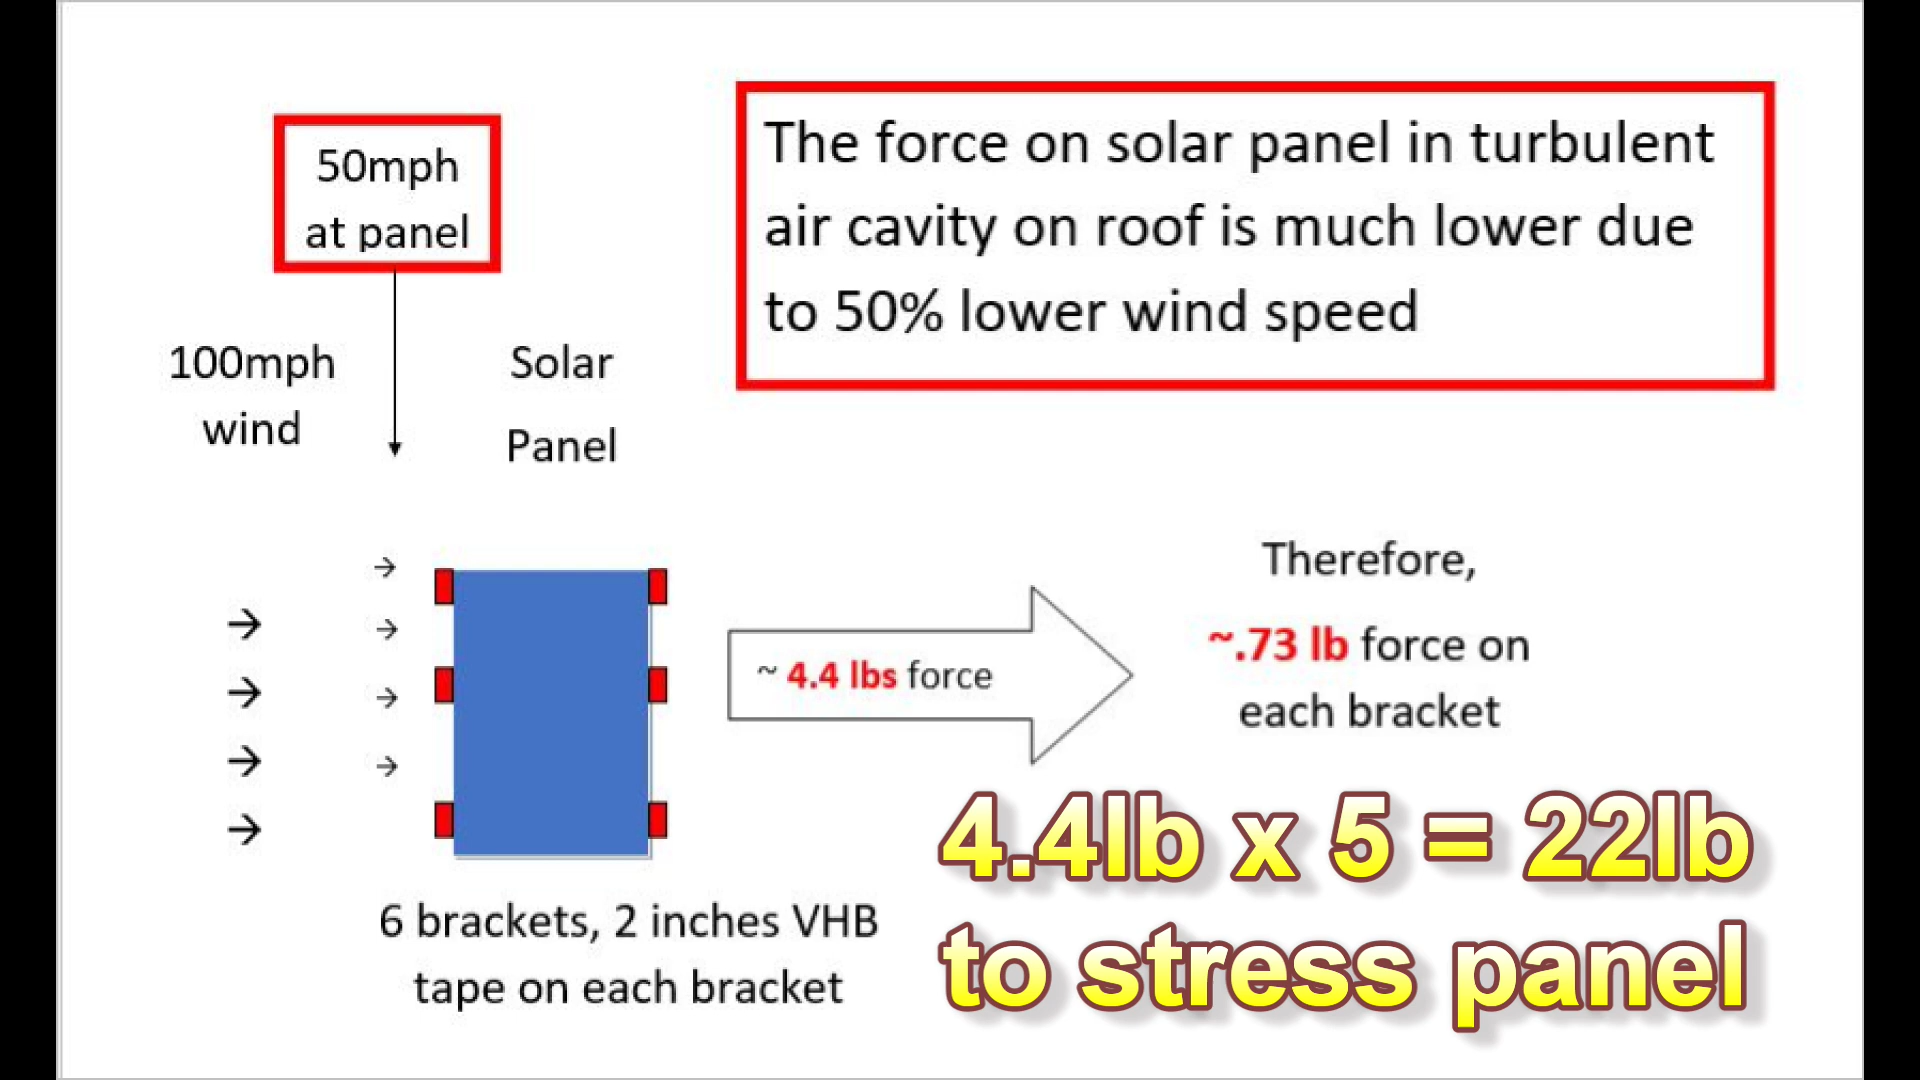 50mph
at panel
The force on solar panel in turbulent
air cavity on roof is much lower due
to 50% lower wind speed
100mph
wind
Solar
Panel
~ 4.4 lbs force
Therefore,
~.73 lb force on
each bracket
4.4lb x 5 = 22lb
to stress panel
6 brackets, 2 inches VHB
tape on each bracket